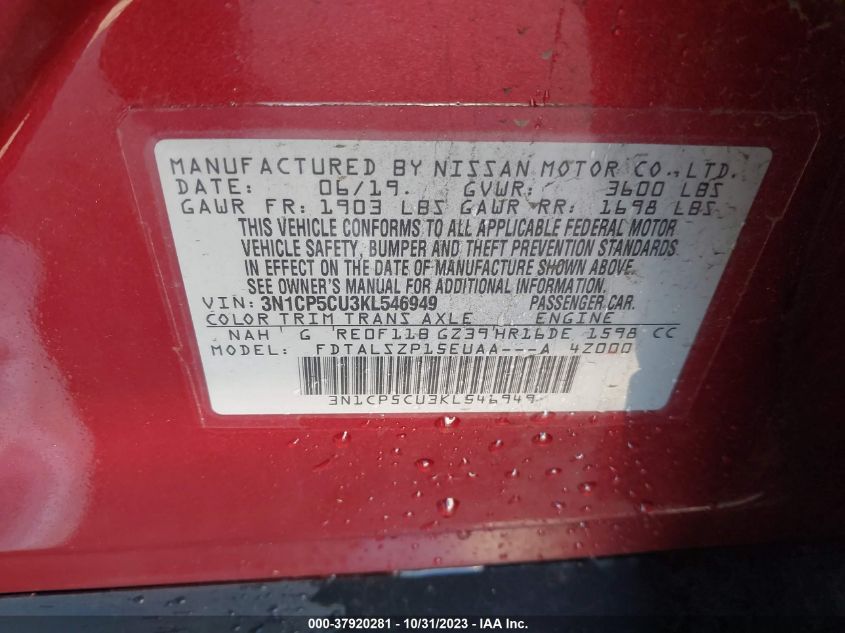 MANUFACTURED BY NISSAN MOTOR CO., LTD.
DATE: 06/19. GVWR: 3600 LBS
GAWR FR: 1903 LBS GAWR RR: 1698 LBS
THIS VEHICLE CONFORMS TO ALL APPLICABLE FEDERAL MOTOR
VEHICLE SAFETY, BUMPER AND THEFT PREVENTION STANDARDS
IN EFFECT ON THE DATE OF MANUFACTURE SHOWN ABOVE.
SEE OWNER'S MANUAL FOR ADDITIONAL INFORMATION.
VIN: 3N1CP5CU3KL546949 PASSENGER CAR.
COLOR TRIM TRANS AXLE ENGINE
NAH G RE0F11B GZ39 HR16DE 1598 CC
MODEL: FDTALSZP15EUAA---A 4Z000
3N1CP5CU3KL546949
000-37920281 - 10/31/2023 - IAA Inc.